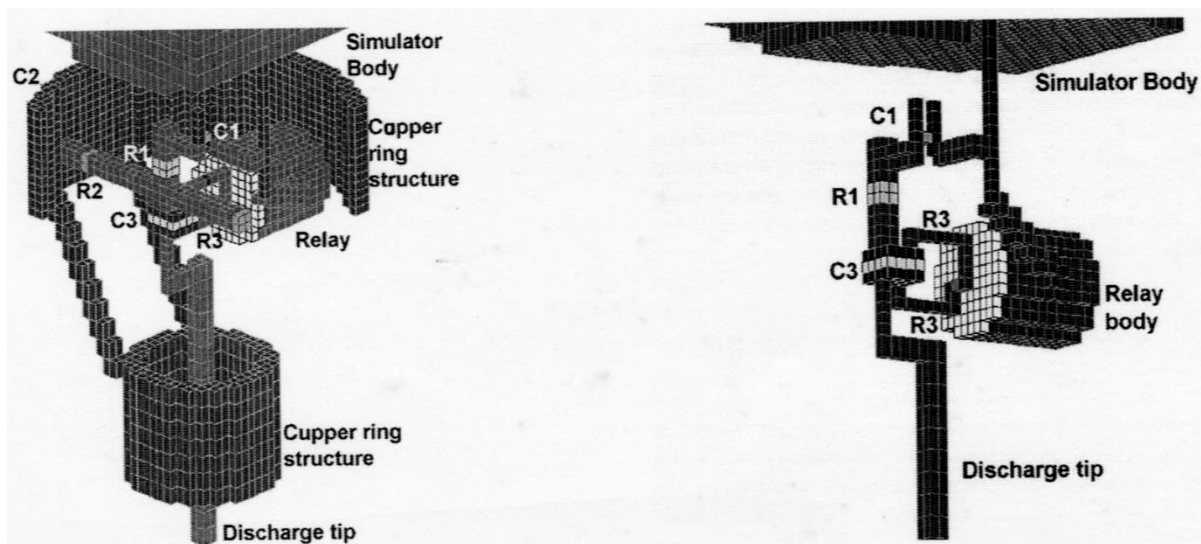 Simulator
Body
C2
C1
Cupper
ring
structure
R1
R2
C3
R3
Relay
Cupper ring
structure
Discharge tip
Simulator Body
C1
R1
R3
C3
Relay
body
R3
Discharge tip